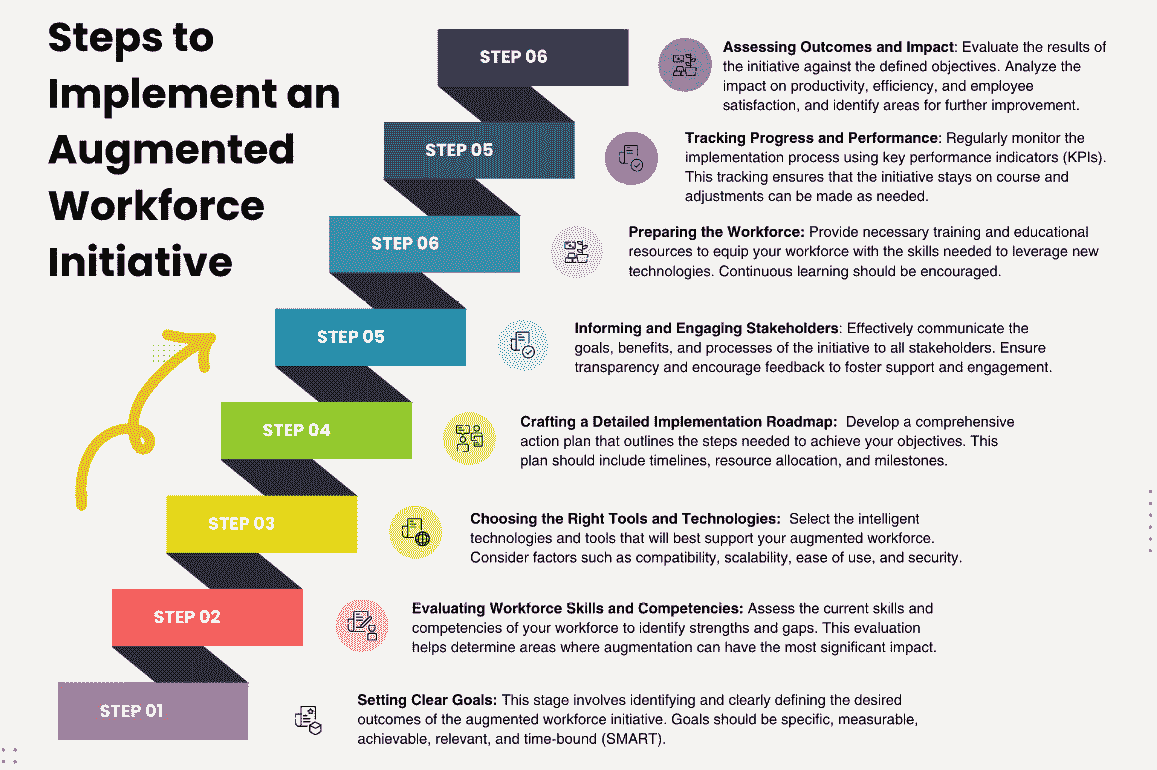 Steps to
Implement an
Augmented
Workforce
Initiative
STEP 06
Assessing Outcomes and Impact: Evaluate the results of
the initiative against the defined objectives. Analyze the
impact on productivity, efficiency, and employee
satisfaction, and identify areas for further improvement.
STEP 05
Tracking Progress and Performance: Regularly monitor the
implementation process using key performance indicators (KPIs).
This tracking ensures that the initiative stays on course and
adjustments can be made as needed.
STEP 06
Preparing the Workforce: Provide necessary training and educational
resources to equip your workforce with the skills needed to leverage new
technologies. Continuous learning should be encouraged.
STEP 05
Informing and Engaging Stakeholders: Effectively communicate the
goals, benefits, and processes of the initiative to all stakeholders. Ensure
transparency and encourage feedback to foster support and engagement.
STEP 04
Crafting a Detailed Implementation Roadmap: Develop a comprehensive
action plan that outlines the steps needed to achieve your objectives. This
plan should include timelines, resource allocation, and milestones.
STEP 03
Choosing the Right Tools and Technologies: Select the intelligent
technologies and tools that will best support your augmented workforce.
Consider factors such as compatibility, scalability, ease of use, and security.
STEP 02
Evaluating Workforce Skills and Competencies: Assess the current skills and
competencies of your workforce to identify strengths and gaps. This evaluation
helps determine areas where augmentation can have the most significant impact.
STEP 01
Setting Clear Goals: This stage involves identifying and clearly defining the desired
outcomes of the augmented workforce initiative. Goals should be specific, measurable,
achievable, relevant, and time-bound (SMART).